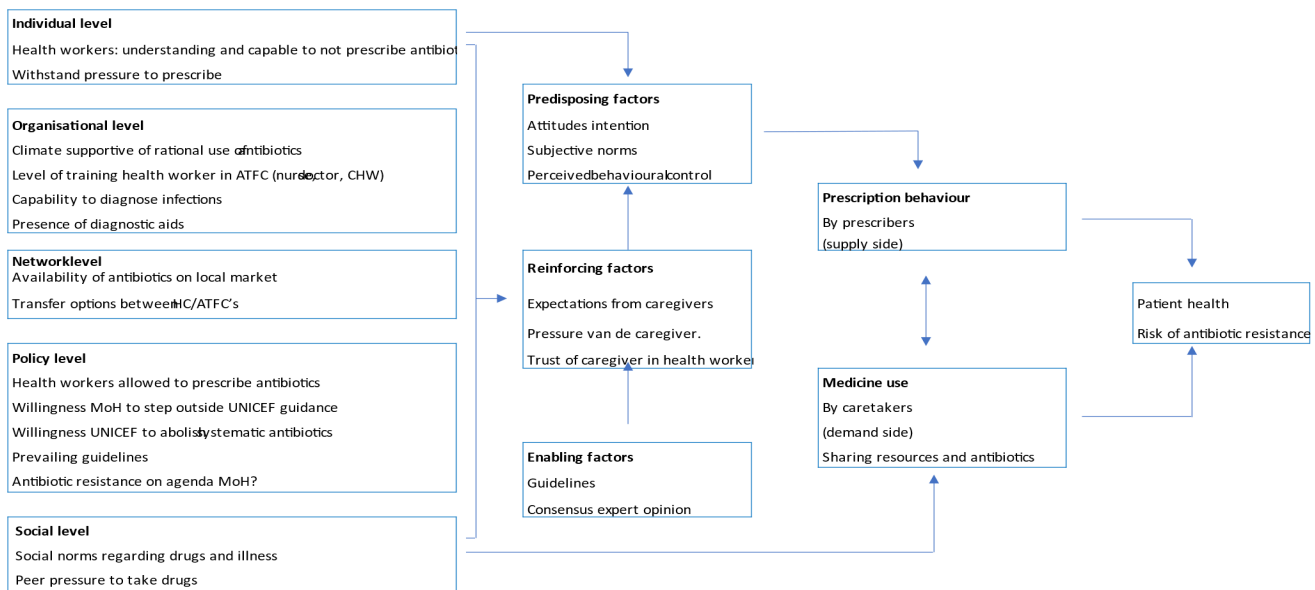 Individual level
Health workers: understanding and capable to not prescribe antibiot
Withstand pressure to prescribe
Organisational level
Climate supportive of rational use of antibiotics
Level of training health worker in ATFC (nurse, doctor, CHW)
Capability to diagnose infections
Presence of diagnostic aids
Networklevel
Availability of antibiotics on local market
Transfer options between HC/ATFC's
Policy level
Health workers allowed to prescribe antibiotics
Willingness MoH to step outside UNICEF guidance
Willingness UNICEF to abolish systematic antibiotics
Prevailing guidelines
Antibiotic resistance on agenda MoH?
Social level
Social norms regarding drugs and illness
Peer pressure to take drugs
Predisposing factors
Attitudes intention
Subjective norms
Perceivedbehaviouralcontrol
Reinforcing factors
Expectations from caregivers
Pressure van de caregiver.
Trust of caregiver in health worker
Enabling factors
Guidelines
Consensus expert opinion
Prescription behaviour
By prescribers
(supply side)
Medicine use
By caretakers
(demand side)
Sharing resources and antibiotics
Patient health
Risk of antibiotic resistance